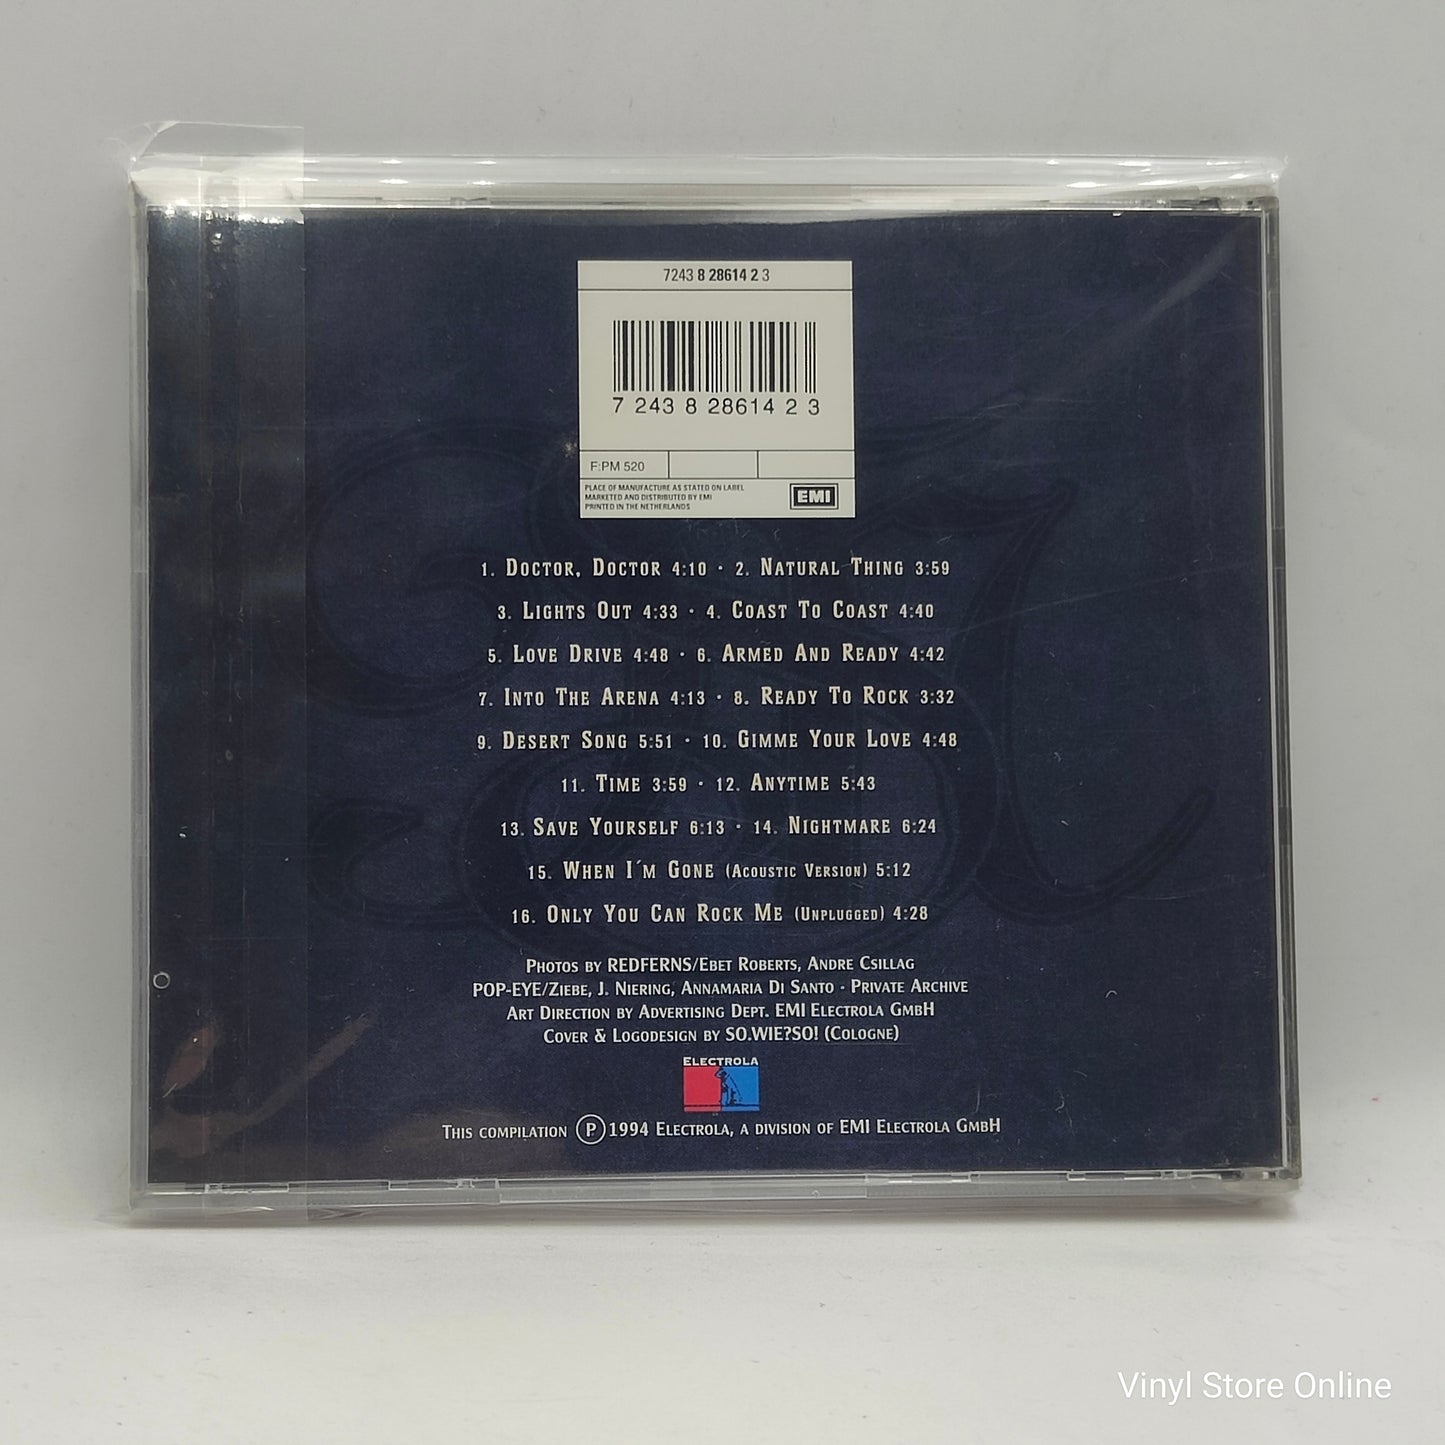 7243 8 28614 2 3
7 243 8 28614 2 3
F:PM 520
PLACE OF MANUFACTURE AS STATED ON LABEL
MARKETED AND DISTRIBUTED BY EMI
PRINTED IN THE NETHERLANDS
EMI
1. DOCTOR, DOCTOR 4:10 · 2. NATURAL THING 3:59
3. LIGHTS OUT 4:33 · 4. COAST TO COAST 4:40
5. LOVE DRIVE 4:48 · 6. ARMED AND READY 4:42
7. INTO THE ARENA 4:13 · 8. READY TO ROCK 3:32
9. DESERT SONG 5:51 · 10. GIMME YOUR LOVE 4:48
11. TIME 3:59 · 12. ANYTIME 5:43
13. SAVE YOURSELF 6:13 · 14. NIGHTMARE 6:24
15. WHEN I´M GONE (ACOUSTIC VERSION) 5:12
16. ONLY YOU CAN ROCK ME (UNPLUGGED) 4:28
PHOTOS BY REDFERNS/EBET ROBERTS, ANDRE CSILLAG
POP-EYE/ZIEBE, J. NIERING, ANNAMARIA DI SANTO · PRIVATE ARCHIVE
ART DIRECTION BY ADVERTISING DEPT. EMI ELECTROLA GMBH
COVER & LOGODESIGN BY SO.WIE?SO! (COLOGNE)
ELECTROLA
THIS COMPILATION ℗ 1994 ELECTROLA, A DIVISION OF EMI ELECTROLA GMBH
Vinyl Store Online